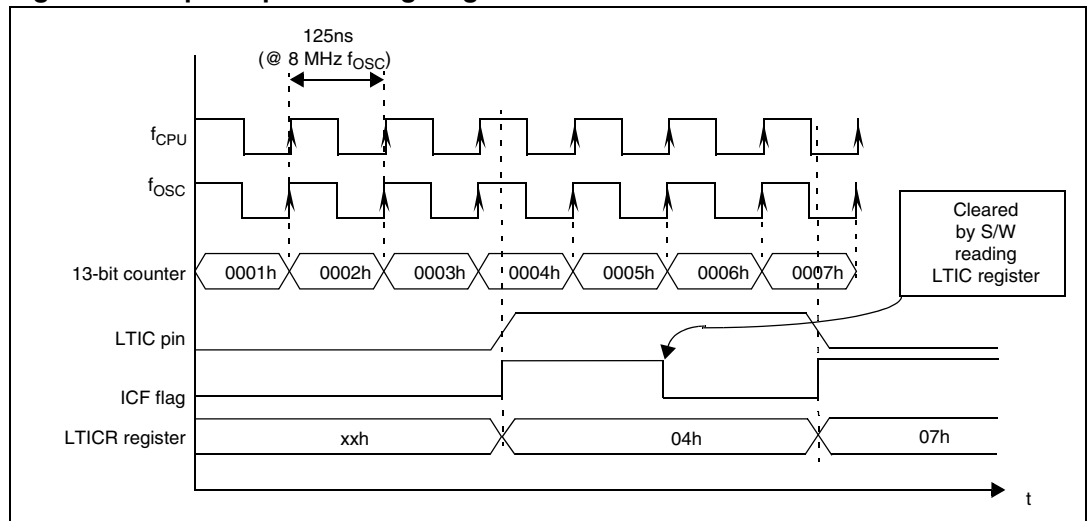 125ns
(@ 8 MHz fOSC)
fCPU
fOSC
Cleared
by S/W
reading
LTIC register
13-bit counter 0001h 0002h 0003h 0004h 0005h 0006h 0007h
LTIC pin
ICF flag
LTICR register xxh 04h 07h
t